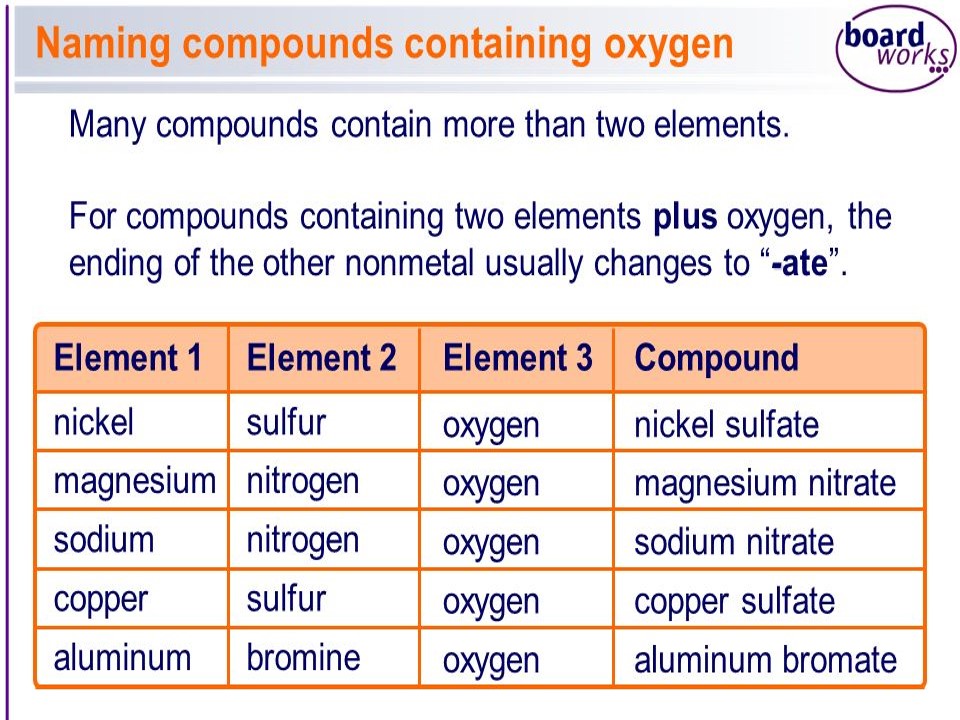 Naming compounds containing oxygen
board
works
Many compounds contain more than two elements.
For compounds containing two elements plus oxygen, the
ending of the other nonmetal usually changes to “-ate”.
Element 1 Element 2 Element 3 Compound
nickel sulfur oxygen nickel sulfate
magnesium nitrogen oxygen magnesium nitrate
sodium nitrogen oxygen sodium nitrate
copper sulfur oxygen copper sulfate
aluminum bromine oxygen aluminum bromate